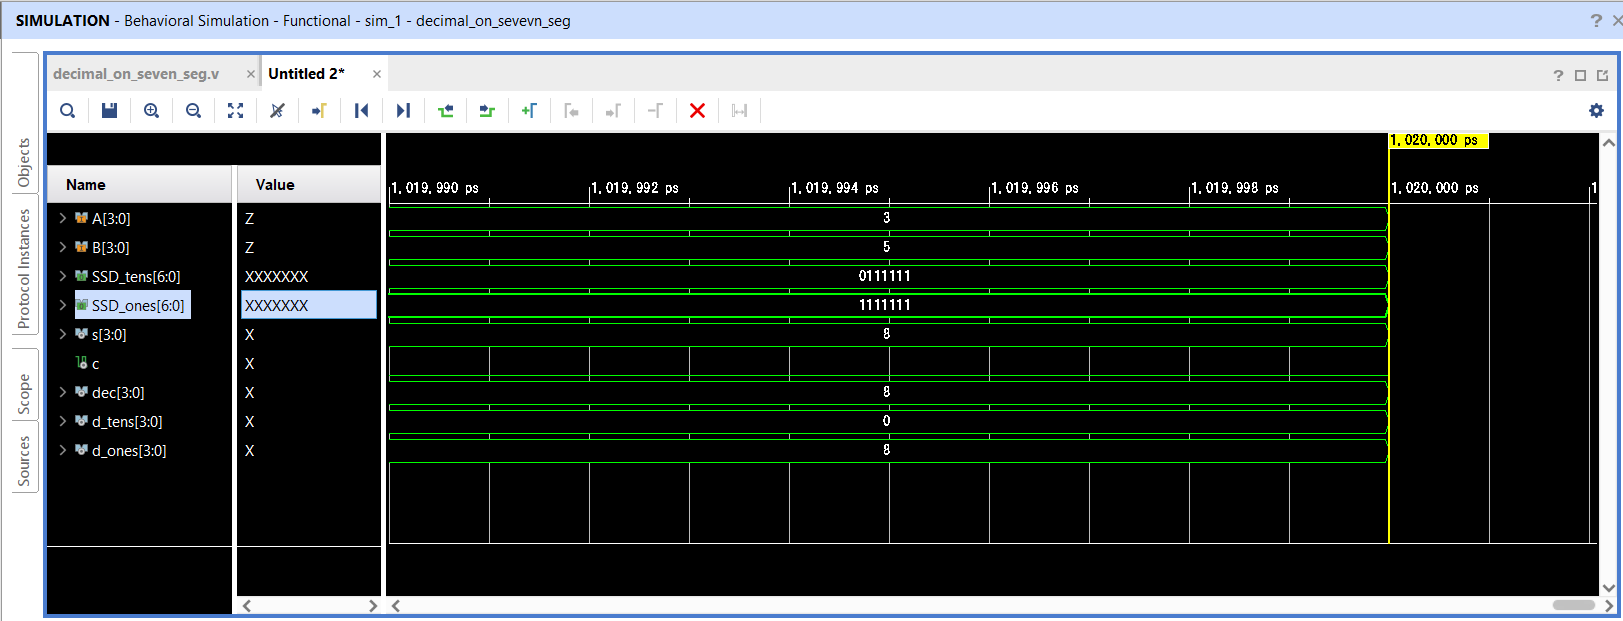 SIMULATION - Behavioral Simulation - Functional - sim_1 - decimal_on_sevevn_seg
decimal_on_seven_seg.v
Untitled 2*
Objects
Protocol Instances
Scope
Sources
1,020,000 ps
Name Value
1,019,990 ps 1,019,992 ps 1,019,994 ps 1,019,996 ps 1,019,998 ps 1,020,000 ps 1
A[3:0] Z 3
B[3:0] Z 5
SSD_tens[6:0] XXXXXXX 0111111
SSD_ones[6:0] XXXXXXX 1111111
s[3:0] X 8
c X
dec[3:0] X 8
d_tens[3:0] X 0
d_ones[3:0] X 8